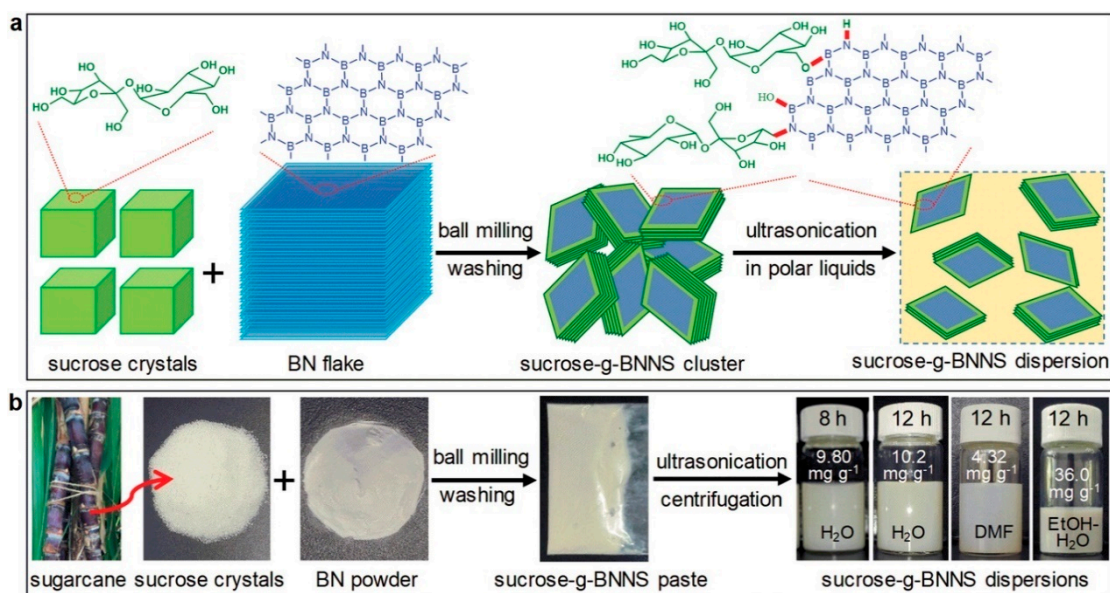 a
ball milling
washing
ultrasonication
in polar liquids
+
sucrose crystals
BN flake
sucrose-g-BNNS cluster
sucrose-g-BNNS dispersion
b
8 h
12 h
12 h
12 h
9.80
mg g⁻¹
10.2
mg g⁻¹
4.32
mg g⁻¹
36.0
mg g⁻¹
H₂O
H₂O
DMF
EtOH-
H₂O
+
ball milling
washing
ultrasonication
centrifugation
sugarcane
sucrose crystals
BN powder
sucrose-g-BNNS paste
sucrose-g-BNNS dispersions